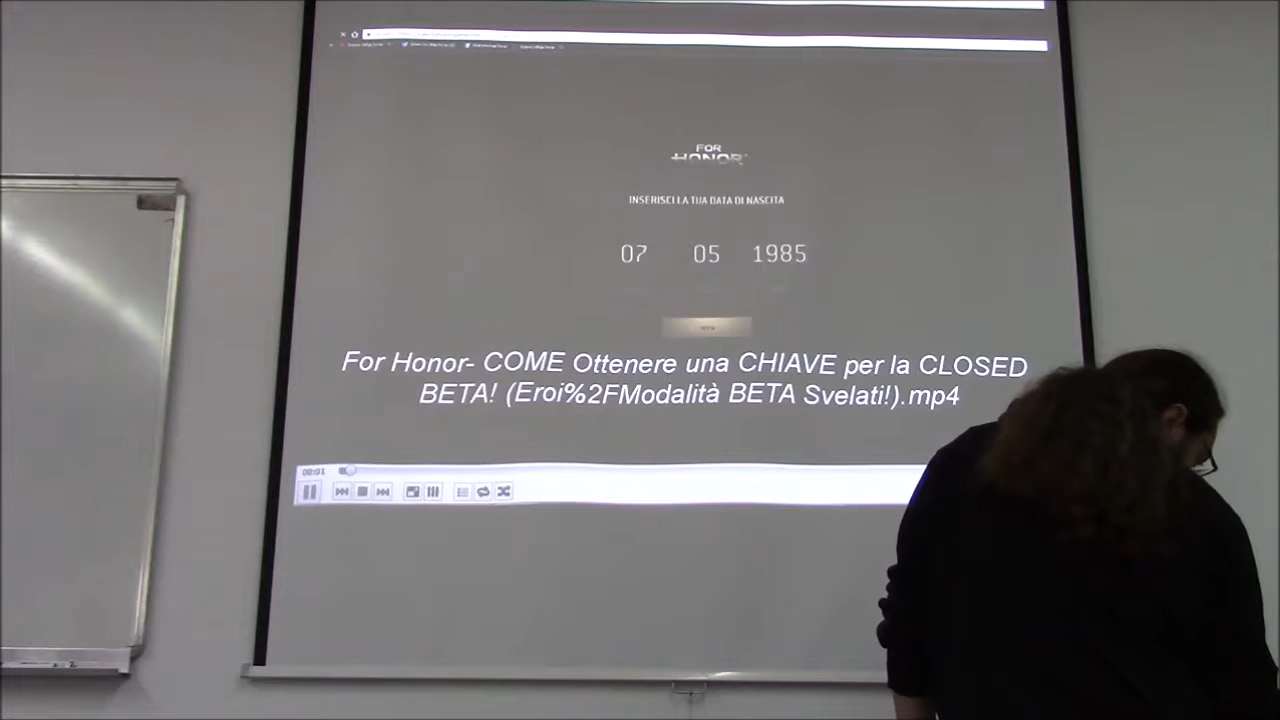 FOR
HONOR
INSERISCI LA TUA DATA DI NASCITA
07 05 1985
For Honor- COME Ottenere una CHIAVE per la CLOSED
BETA! (Eroi%2FModalità BETA Svelati!).mp4
00:01